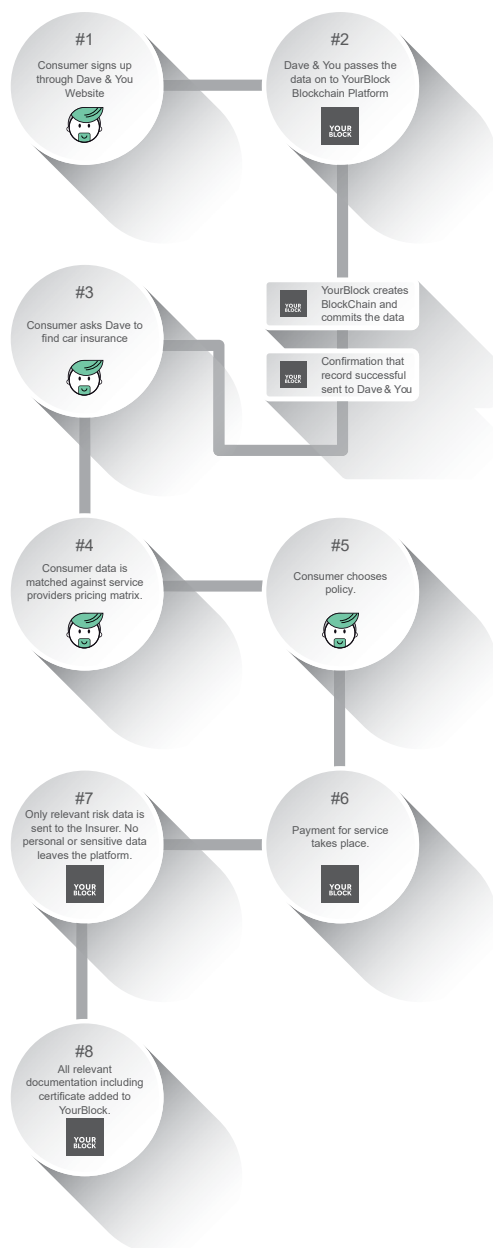 #1
Consumer signs up
through Dave & You
Website
#2
Dave & You passes the
data on to YourBlock
Blockchain Platform
YOUR
BLOCK
YOUR
BLOCK
YourBlock creates
BlockChain and
commits the data
YOUR
BLOCK
Confirmation that
record successful
sent to Dave & You
#3
Consumer asks Dave to
find car insurance
#4
Consumer data is
matched against service
providers pricing matrix.
#5
Consumer chooses
policy.
#6
Payment for service
takes place.
YOUR
BLOCK
#7
Only relevant risk data is
sent to the Insurer. No
personal or sensitive data
leaves the platform.
YOUR
BLOCK
#8
All relevant
documentation including
certificate added to
YourBlock.
YOUR
BLOCK